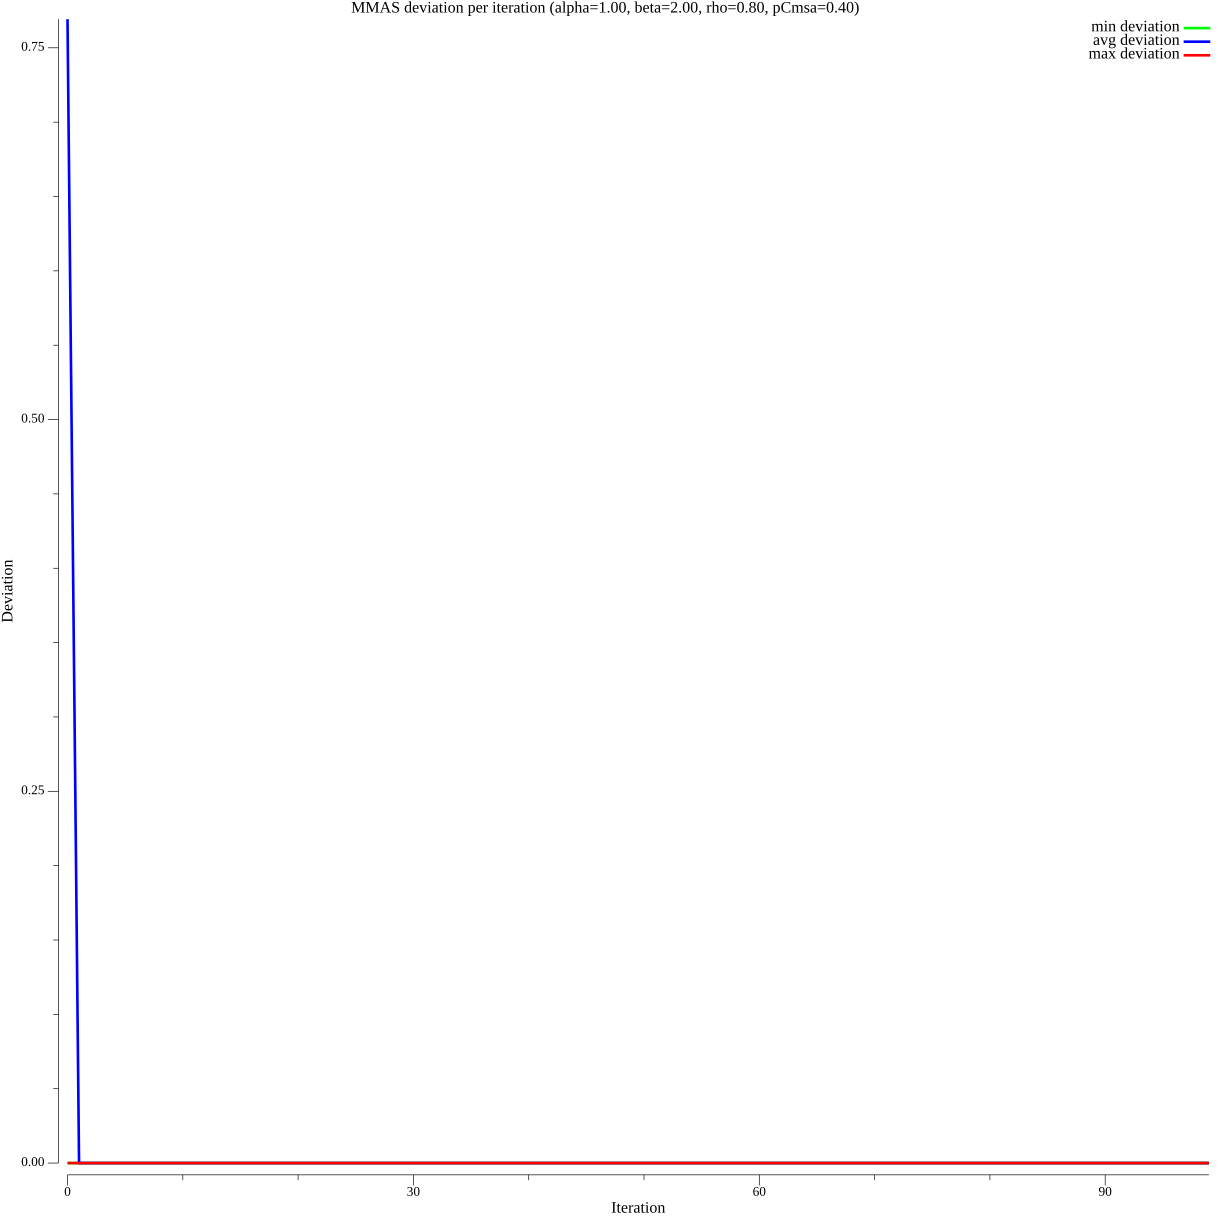 MMAS deviation per iteration (alpha=1.00, beta=2.00, rho=0.80, pCmsa=0.40)
min deviation
avg deviation
max deviation
0.75
0.50
0.25
0.00
Deviation
0 30 60 90
Iteration